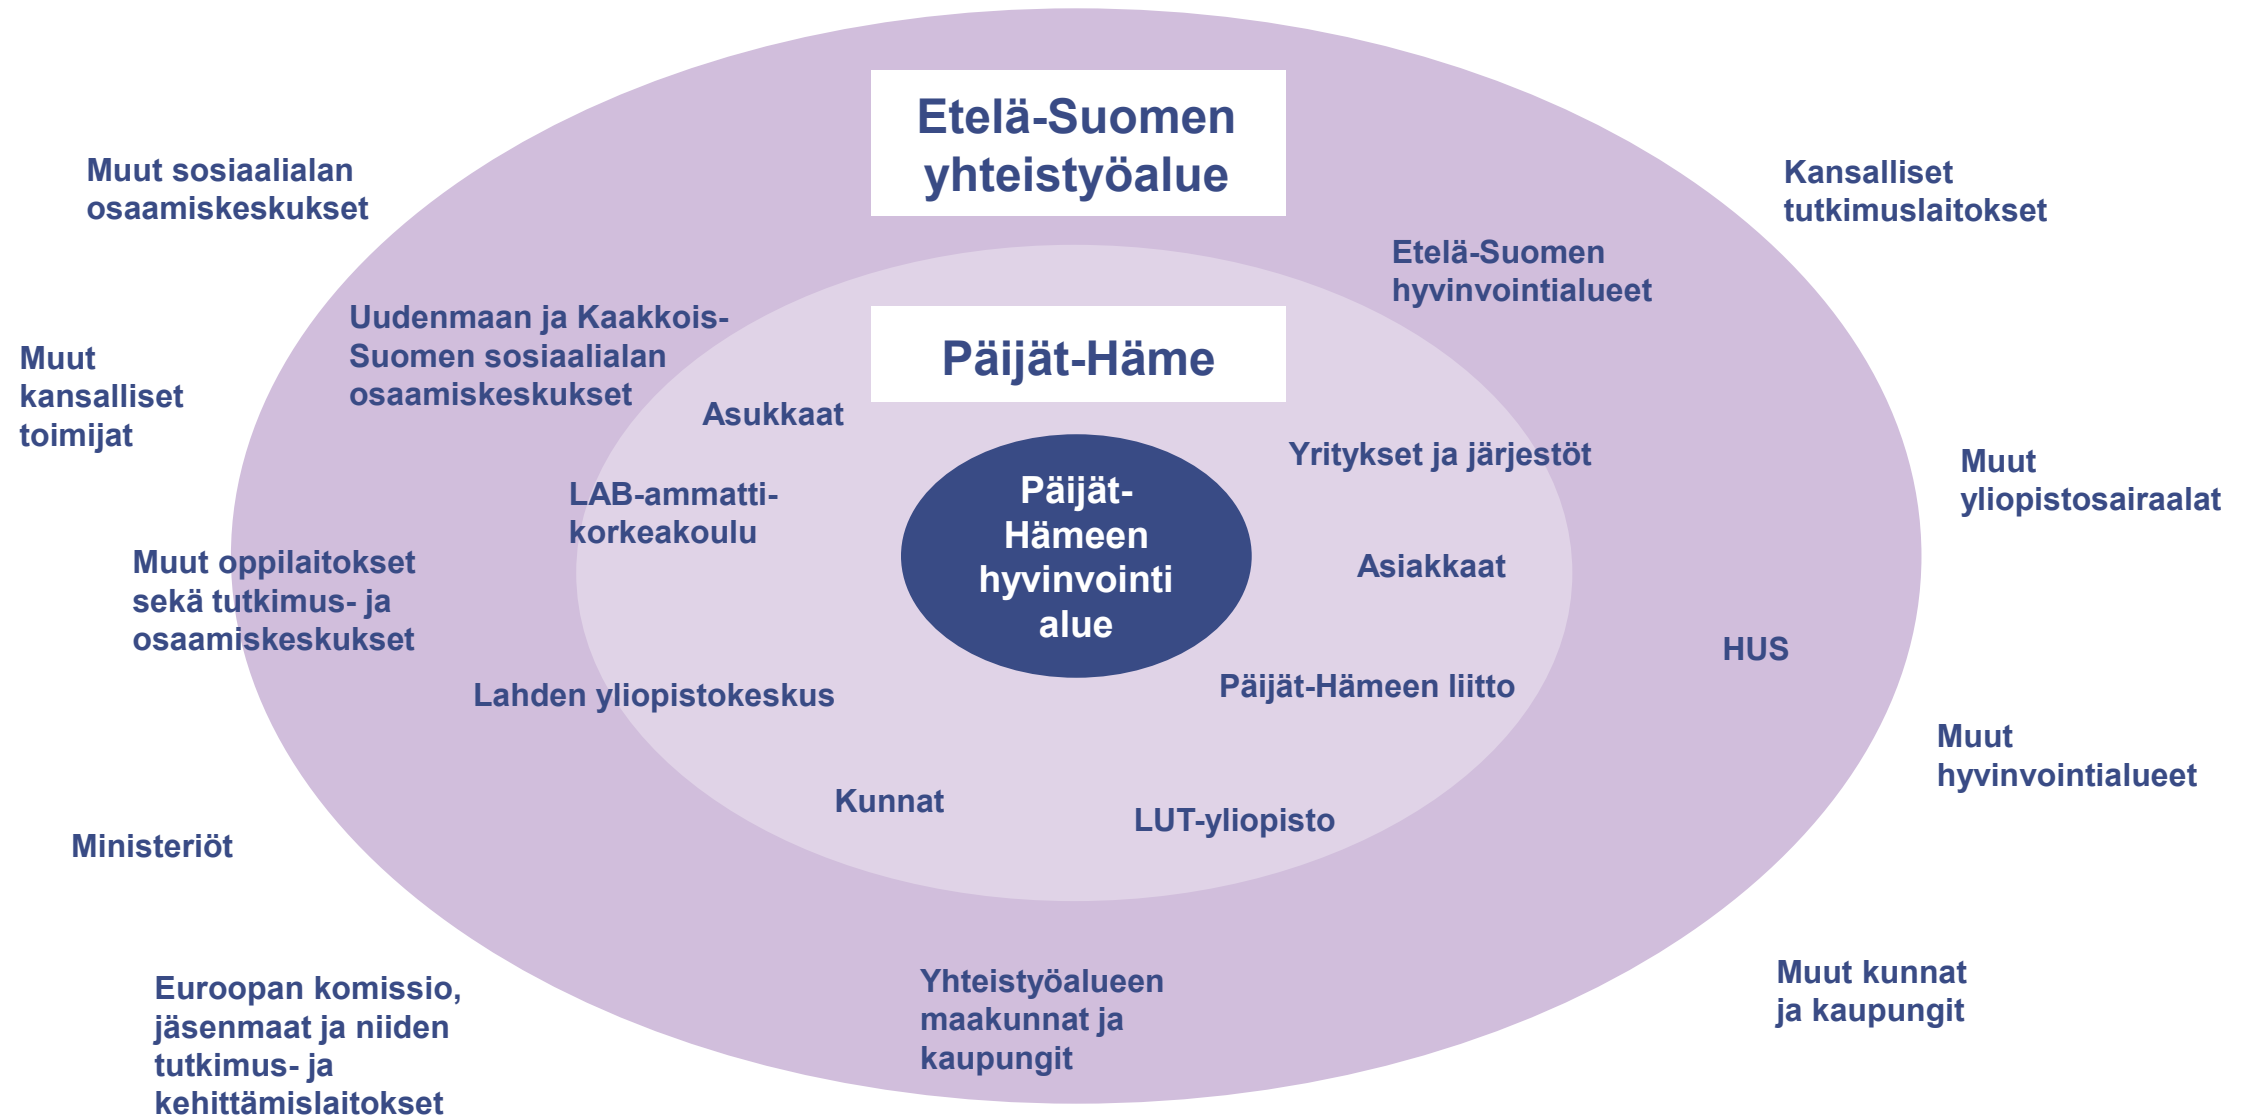 Etelä-Suomen
yhteistyöalue
Muut sosiaalialan
osaamiskeskukset
Kansalliset
tutkimuslaitokset
Etelä-Suomen
hyvinvointialueet
Uudenmaan ja Kaakkois-
Suomen sosiaalialan
osaamiskeskukset
Päijät-Häme
Muut
kansalliset
toimijat
Asukkaat
Yritykset ja järjestöt
Muut
yliopistosairaalat
LAB-ammatti-
korkeakoulu
Päijät-
Hämeen
hyvinvointi
alue
Asiakkaat
Muut oppilaitokset
sekä tutkimus- ja
osaamiskeskukset
HUS
Lahden yliopistokeskus
Päijät-Hämeen liitto
Muut
hyvinvointialueet
Kunnat
LUT-yliopisto
Ministeriöt
Euroopan komissio,
jäsenmaat ja niiden
tutkimus- ja
kehittämislaitokset
Yhteistyöalueen
maakunnat ja
kaupungit
Muut kunnat
ja kaupungit